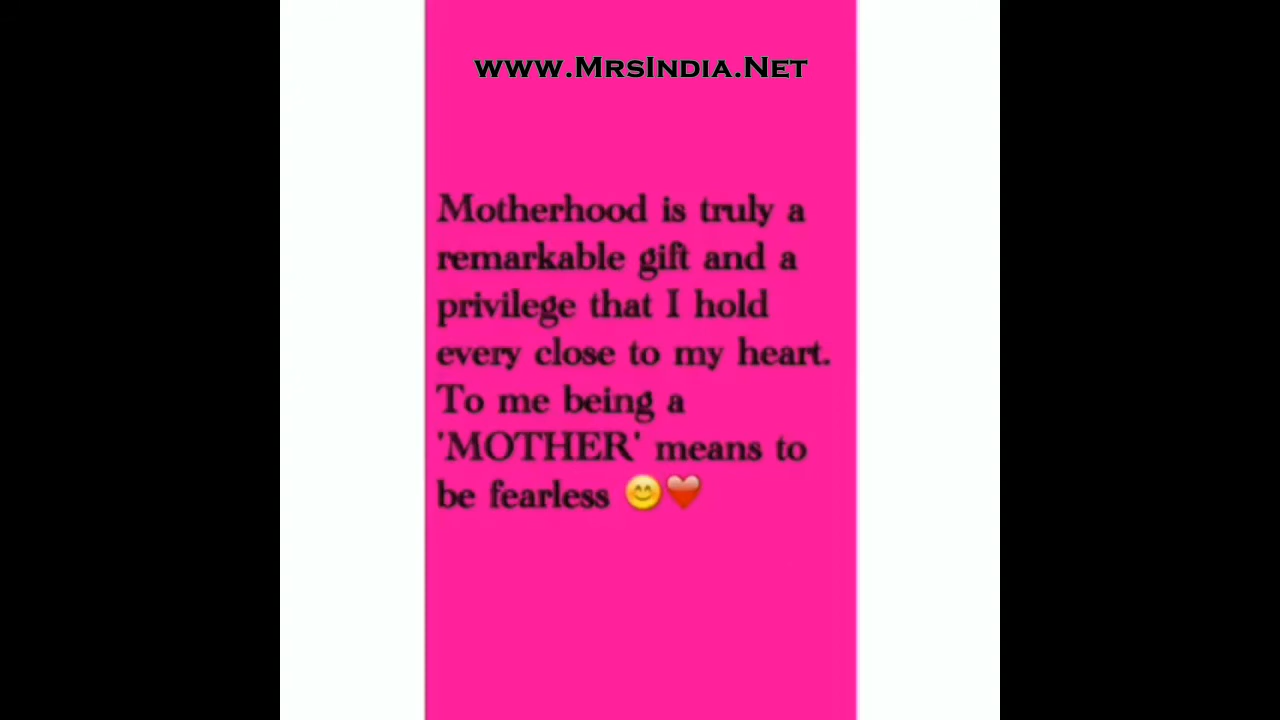 www.MrsIndia.Net
Motherhood is truly a
remarkable gift and a
privilege that I hold
every close to my heart.
To me being a
'MOTHER' means to
be fearless 😊❤️